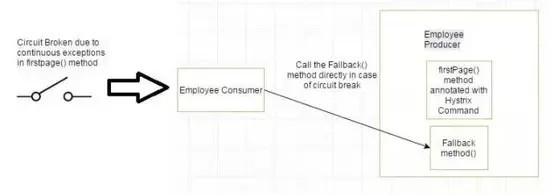 Circuit Broken due to
continuous exceptions
in firstpage() method
Employee Consumer
Call the Fallback()
method directly in case
of circuit break
Employee
Producer
firstPage()
method
annotated with
Hystrix
Command
Fallback
method()